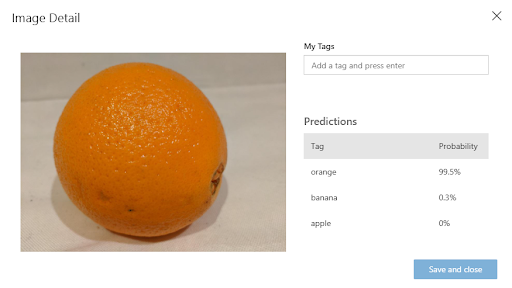 Image Detail
My Tags
Add a tag and press enter
Predictions
Tag Probability
orange 99.5%
banana 0.3%
apple 0%
Save and close